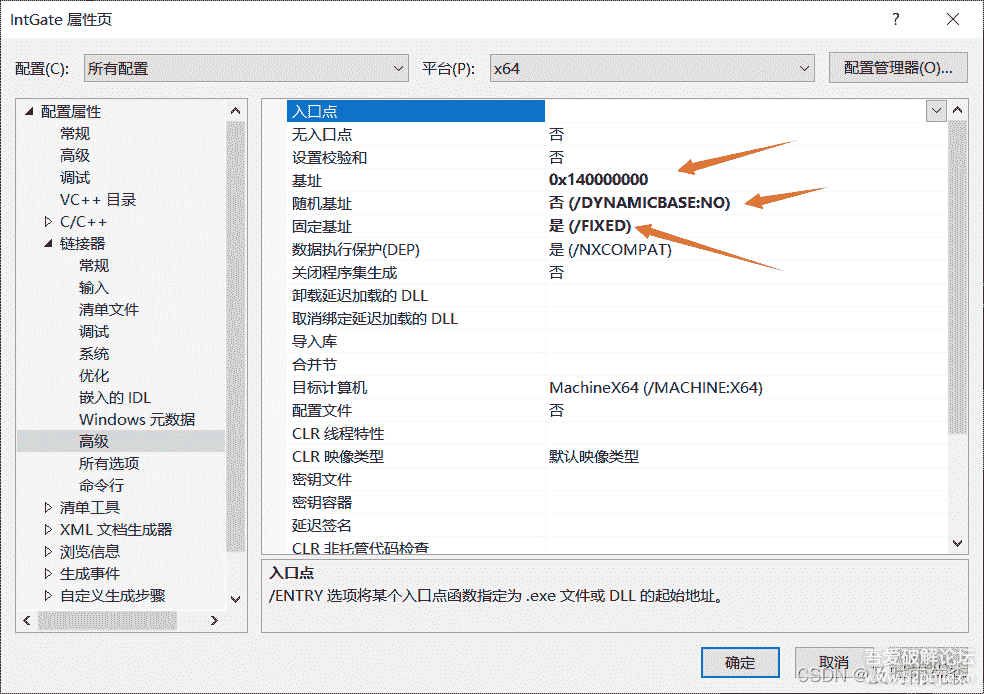 IntGate 属性页
配置(C): 所有配置 平台(P): x64 配置管理器(O)...
配置属性
常规
高级
调试
VC++ 目录
C/C++
链接器
常规
输入
清单文件
调试
系统
优化
嵌入的 IDL
Windows 元数据
高级
所有选项
命令行
清单工具
XML 文档生成器
浏览信息
生成事件
自定义生成步骤
入口点
无入口点 否
设置校验和 否
基址 0x140000000
随机基址 否 (/DYNAMICBASE:NO)
固定基址 是 (/FIXED)
数据执行保护(DEP) 是 (/NXCOMPAT)
关闭程序集生成 否
卸载延迟加载的 DLL
取消绑定延迟加载的 DLL
导入库
合并节
目标计算机 MachineX64 (/MACHINE:X64)
配置文件 否
CLR 线程特性
CLR 映像类型 默认映像类型
密钥文件
密钥容器
延迟签名
CLR 非托管代码检查
入口点
/ENTRY 选项将某个入口点函数指定为 .exe 文件或 DLL 的起始地址。
确定 取消
吾爱破解论坛
CSDN